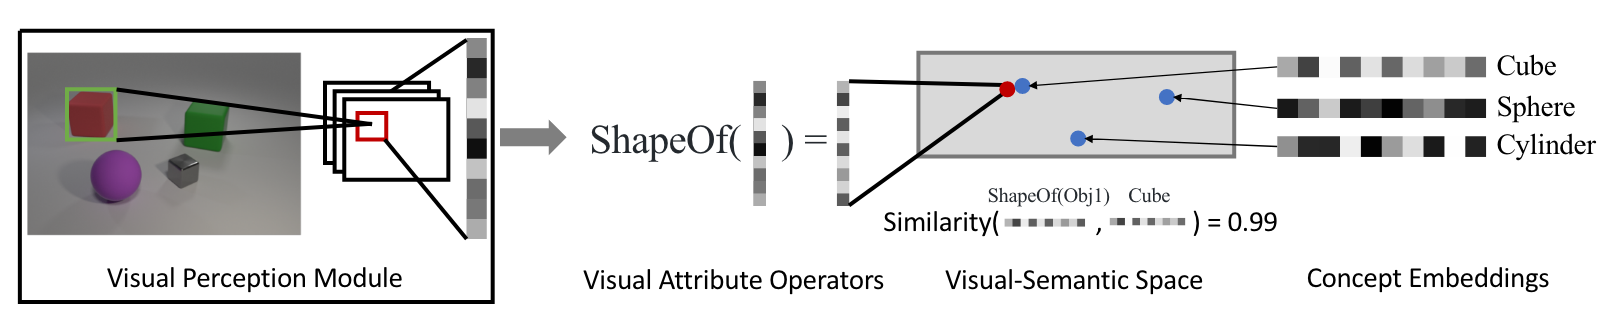 Cube
Sphere
Cylinder
ShapeOf( ) =
ShapeOf(Obj1) Cube
Similarity( , ) = 0.99
Visual Perception Module
Visual Attribute Operators
Visual-Semantic Space
Concept Embeddings